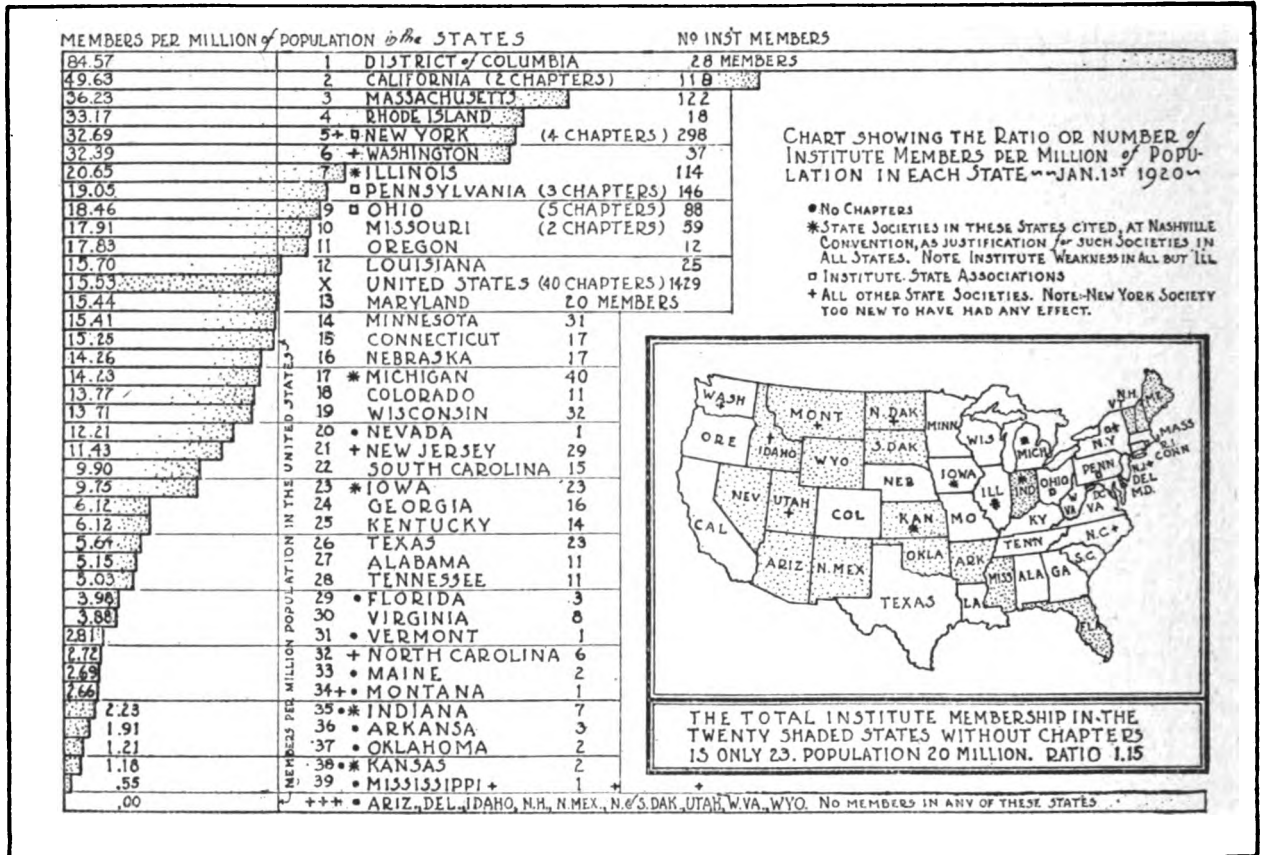 MEMBERS PER MILLION of POPULATION in the STATES Nº INS'T MEMBERS
84.57 1 DISTRICT of COLUMBIA 28 MEMBERS
49.63 2 CALIFORNIA (2 CHAPTERS) 118
36.23 3 MASSACHUSETTS 122
33.17 4 RHODE ISLAND 18
32.69 5+ ¤ NEW YORK (4 CHAPTERS) 298
32.39 6 + WASHINGTON 37
20.65 7 * ILLINOIS 114
19.05 ¤ PENNSYLVANIA (3 CHAPTERS) 146
18.46 9 ¤ OHIO (5 CHAPTERS) 88
17.91 10 MISSOURI (2 CHAPTERS) 59
17.83 11 OREGON 12
15.70 12 LOUISIANA 25
15.53 X UNITED STATES (40 CHAPTERS) 1429
15.44 13 MARYLAND 20 MEMBERS
15.41 14 MINNESOTA 31
15.25 15 CONNECTICUT 17
14.26 16 NEBRASKA 17
14.23 17 * MICHIGAN 40
13.77 18 COLORADO 11
13.71 19 WISCONSIN 32
12.21 20 • NEVADA 1
11.43 21 + NEW JERSEY 29
9.90 22 SOUTH CAROLINA 15
9.75 23 * IOWA 23
6.12 24 GEORGIA 16
6.12 25 KENTUCKY 14
5.64 26 TEXAS 23
5.15 27 ALABAMA 11
5.03 28 TENNESSEE 11
3.98 29 • FLORIDA 3
3.88 30 VIRGINIA 8
2.81 31 • VERMONT 1
2.72 32 + NORTH CAROLINA 6
2.69 33 • MAINE 2
2.66 34+ • MONTANA 1
2.23 35 •* INDIANA 7
1.91 36 • ARKANSA 3
1.21 37 • OKLAHOMA 2
1.18 38 •* KANSAS 2
.55 39 • MISSISSIPPI + 1 + +
.00 +++ • ARIZ., DEL., IDAHO, N.H., N.MEX., N.&S.DAK., UTAH, W.VA., WYO. NO MEMBERS IN ANY OF THESE STATES
MEMBERS PER MILLION POPULATION IN THE UNITED STATES
CHART SHOWING THE RATIO OR NUMBER of
INSTITUTE MEMBERS PER MILLION of POPU-
LATION IN EACH STATE ~~JAN. 1ST 1920~
• NO CHAPTERS
* STATE SOCIETIES IN THESE STATES CITED, AT NASHVILLE
CONVENTION, AS JUSTIFICATION for SUCH SOCIETIES IN
ALL STATES. NOTE INSTITUTE WEAKNESS IN ALL BUT ILL
¤ INSTITUTE STATE ASSOCIATIONS
+ ALL OTHER STATE SOCIETIES. NOTE:-NEW YORK SOCIETY
TOO NEW TO HAVE HAD ANY EFFECT.
WASH
ORE
CAL
NEV
IDAHO
MONT
WYO
UTAH
ARIZ
N.MEX
COL
N.DAK
S.DAK
NEB
KAN
OKLA
TEXAS
MINN
IOWA
MO
ARK
LA
WIS
ILL
MICH
IND
OHIO
KY
TENN
MISS
ALA
GA
FLA
S.C.
N.C.
VA
W VA
DC
PENN
N.Y
VT
N.H.
ME
MASS
R.I.
CONN
N.J
DEL
M.D.
THE TOTAL INSTITUTE MEMBERSHIP IN THE
TWENTY SHADED STATES WITHOUT CHAPTERS
IS ONLY 23. POPULATION 20 MILLION. RATIO 1.15